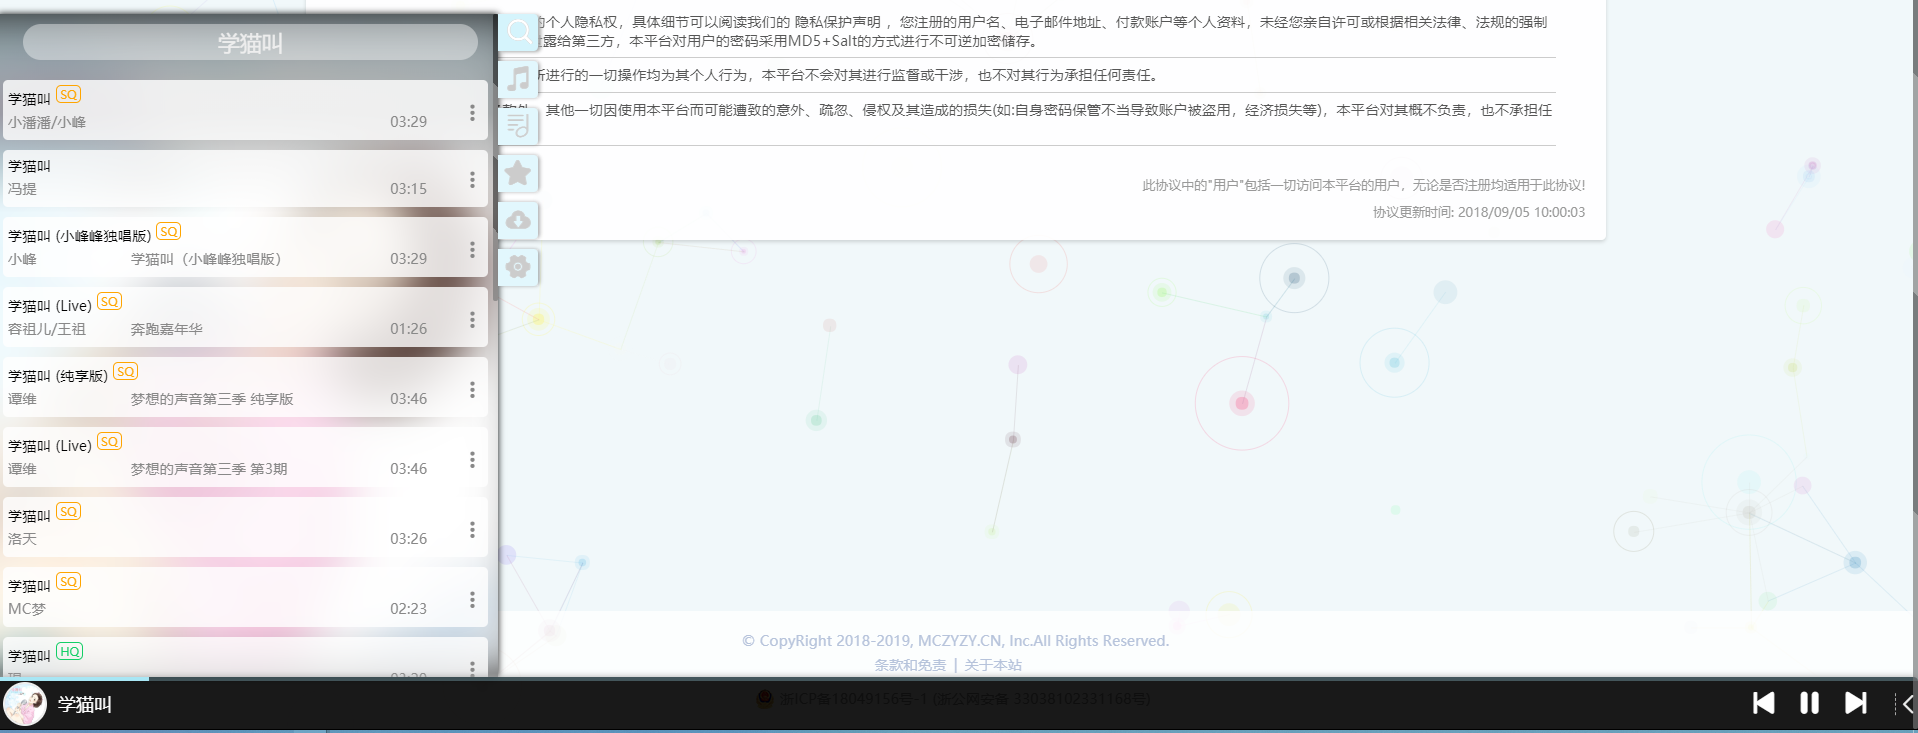 学猫叫
学猫叫 SQ
小潘潘/小峰 03:29
学猫叫
冯提 03:15
学猫叫 (小峰峰独唱版) SQ
小峰 学猫叫（小峰峰独唱版） 03:29
学猫叫 (Live) SQ
容祖儿/王祖 奔跑嘉年华 01:26
学猫叫 (纯享版) SQ
谭维 梦想的声音第三季 纯享版 03:46
学猫叫 (Live) SQ
谭维 梦想的声音第三季 第3期 03:46
学猫叫 SQ
洛天 03:26
学猫叫 SQ
MC梦 02:23
学猫叫 HQ
的个人隐私权，具体细节可以阅读我们的 隐私保护声明 ，您注册的用户名、电子邮件地址、付款账户等个人资料，未经您亲自许可或根据相关法律、法规的强制
露给第三方，本平台对用户的密码采用MD5+Salt的方式进行不可逆加密储存。
所进行的一切操作均为其个人行为，本平台不会对其进行监督或干涉，也不对其行为承担任何责任。
其他一切因使用本平台而可能遭致的意外、疏忽、侵权及其造成的损失(如:自身密码保管不当导致账户被盗用，经济损失等)，本平台对其概不负责，也不承担任
此协议中的"用户"包括一切访问本平台的用户，无论是否注册均适用于此协议!
协议更新时间: 2018/09/05 10:00:03
© CopyRight 2018-2019, MCZYZY.CN, Inc.All Rights Reserved.
条款和免责 | 关于本站
浙ICP备18049156号-1 (浙公网安备 33038102331168号)
学猫叫